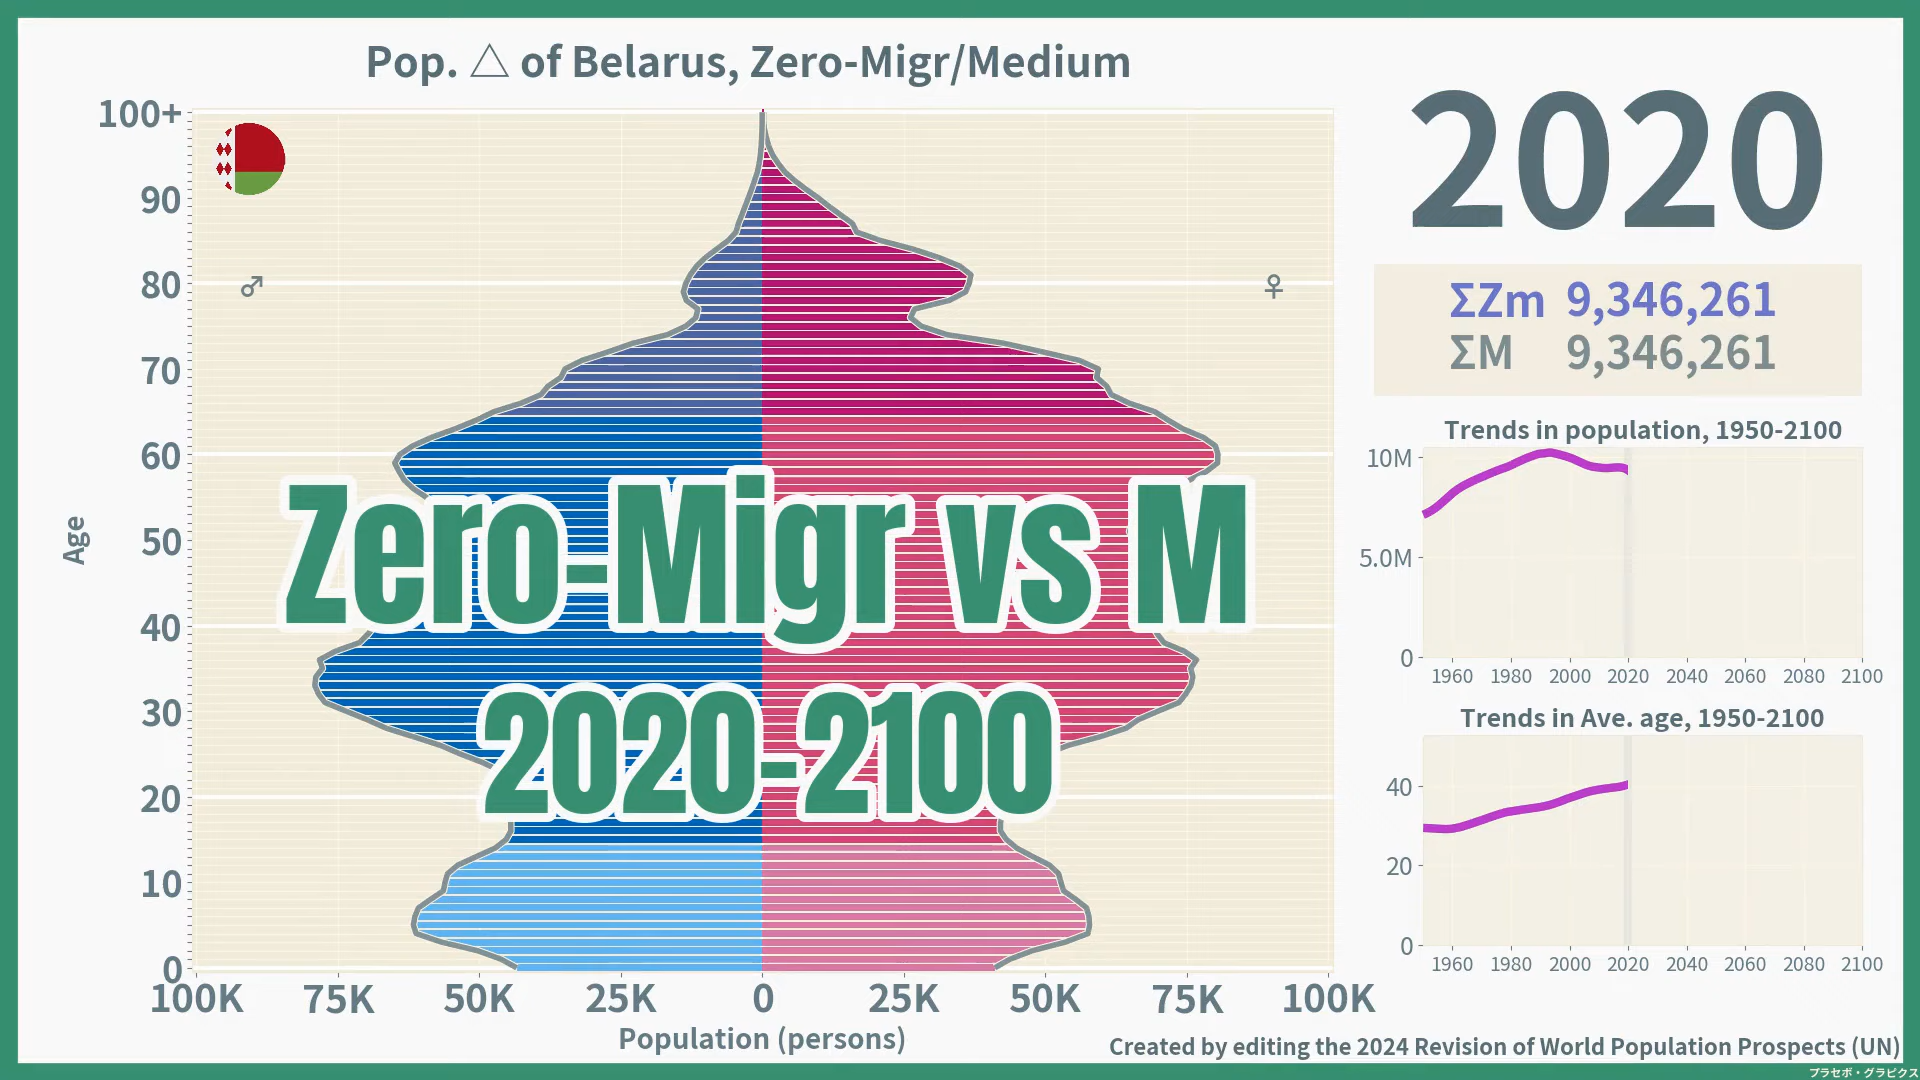 Pop. △ of Belarus, Zero-Migr/Medium
2020
100+
90
80
70
60
50
40
30
20
10
0
Age
♂
♀
Zero-Migr vs M
2020-2100
100K 75K 50K 25K 0 25K 50K 75K 100K
Population (persons)
ΣZm 9,346,261
ΣM 9,346,261
Trends in population, 1950-2100
10M
5.0M
0
1960 1980 2000 2020 2040 2060 2080 2100
Trends in Ave. age, 1950-2100
40
20
0
1960 1980 2000 2020 2040 2060 2080 2100
Created by editing the 2024 Revision of World Population Prospects (UN)
プラセボ・グラピクス